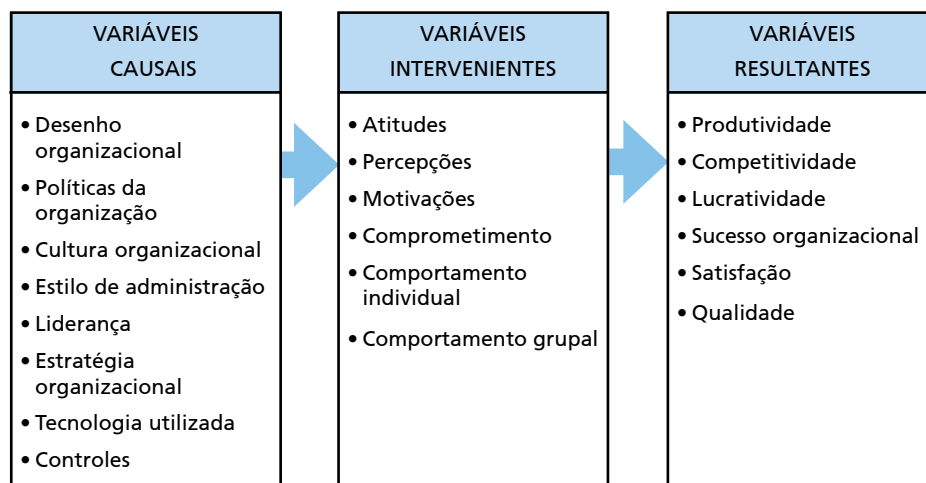 VARIÁVEIS
CAUSAIS
• Desenho
organizacional
• Políticas da
organização
• Cultura organizacional
• Estilo de administração
• Liderança
• Estratégia
organizacional
• Tecnologia utilizada
• Controles
VARIÁVEIS
INTERVENIENTES
• Atitudes
• Percepções
• Motivações
• Comprometimento
• Comportamento
individual
• Comportamento grupal
VARIÁVEIS
RESULTANTES
• Produtividade
• Competitividade
• Lucratividade
• Sucesso organizacional
• Satisfação
• Qualidade